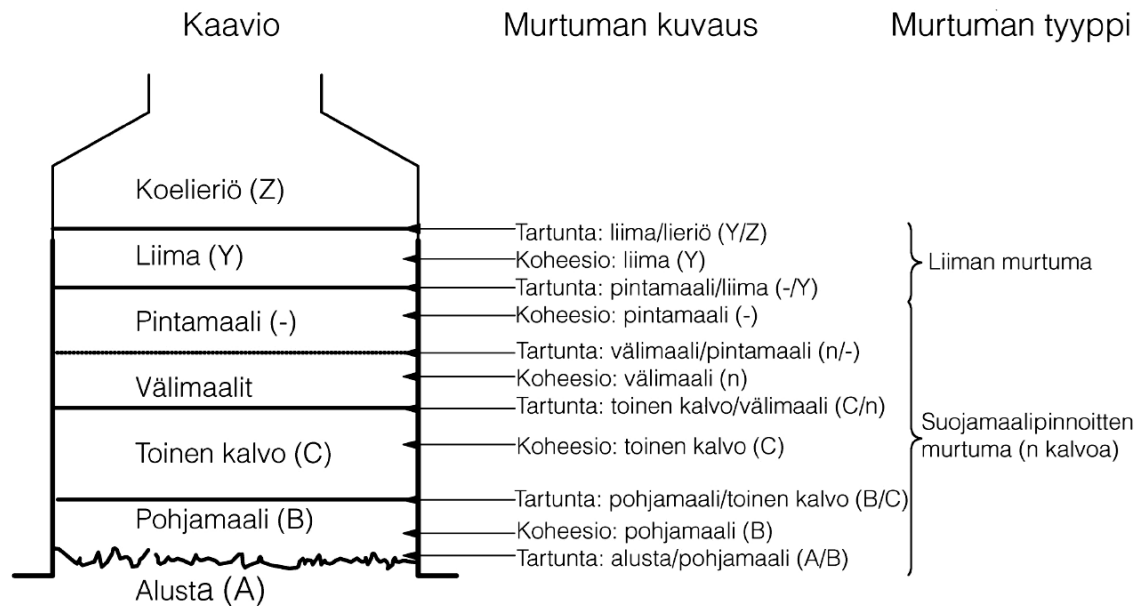 Kaavio
Murtuman kuvaus
Murtuman tyyppi
Koelieriö (Z)
Liima (Y)
Pintamaali (-)
Välimaalit
Toinen kalvo (C)
Pohjamaali (B)
Alusta (A)
Tartunta: liima/lieriö (Y/Z)
Koheesio: liima (Y)
Tartunta: pintamaali/liima (-/Y)
Koheesio: pintamaali (-)
Tartunta: välimaali/pintamaali (n/-)
Koheesio: välimaali (n)
Tartunta: toinen kalvo/välimaali (C/n)
Koheesio: toinen kalvo (C)
Tartunta: pohjamaali/toinen kalvo (B/C)
Koheesio: pohjamaali (B)
Tartunta: alusta/pohjamaali (A/B)
Liiman murtuma
Suojamaalipinnoitten
murtuma (n kalvoa)